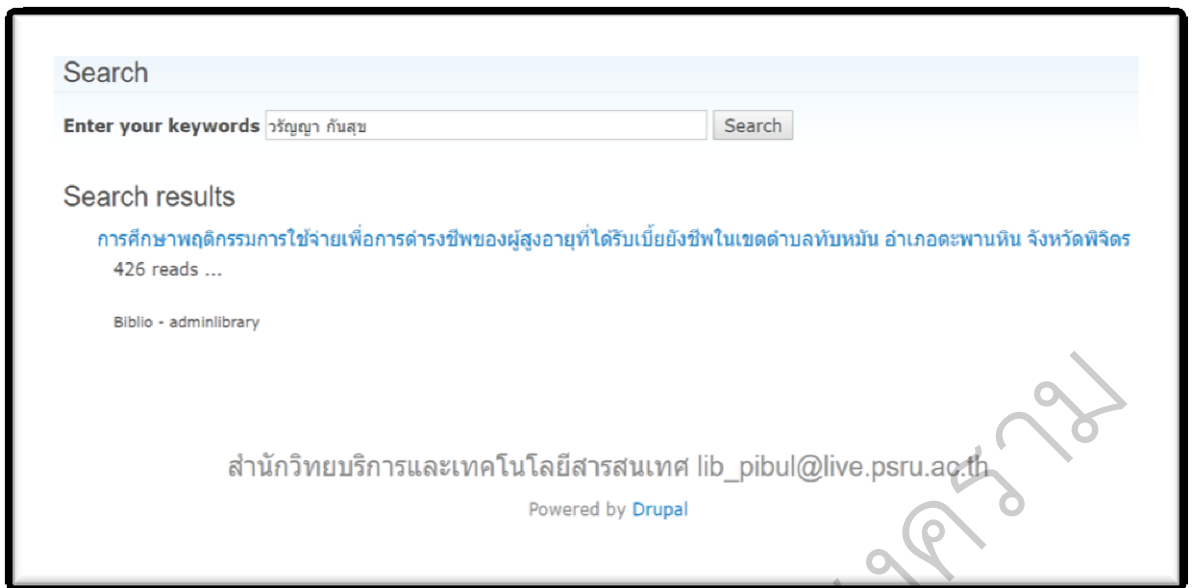 Search
Enter your keywords วรัญญา กันสุข Search
Search results
การศึกษาพฤติกรรมการใช้จ่ายเพื่อการดำรงชีพของผู้สูงอายุที่ได้รับเบี้ยยังชีพในเขตตำบลทับหมัน อำเภอตะพานหิน จังหวัดพิจิตร
426 reads ...
Biblio - adminlibrary
สำนักวิทยบริการและเทคโนโลยีสารสนเทศ lib_pibul@live.psru.ac.th
Powered by Drupal